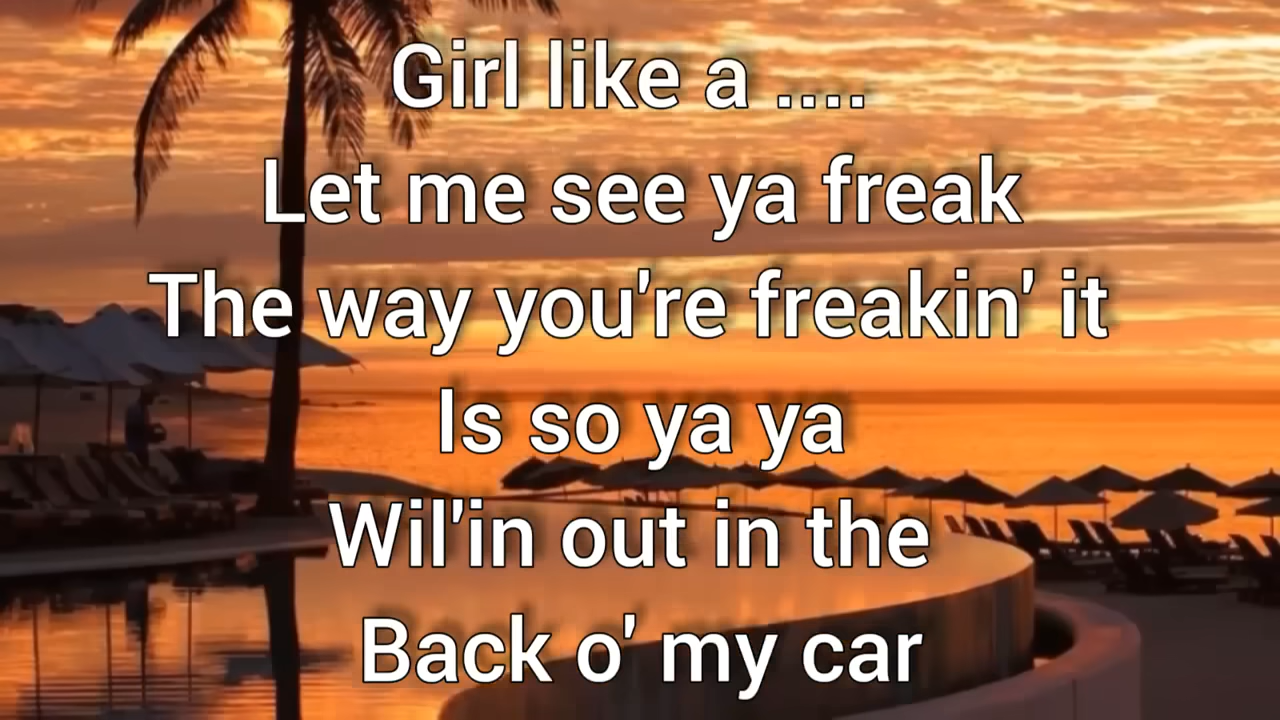 Girl like a ....
Let me see ya freak
The way you're freakin' it
Is so ya ya
Wil'in out in the
Back o' my car